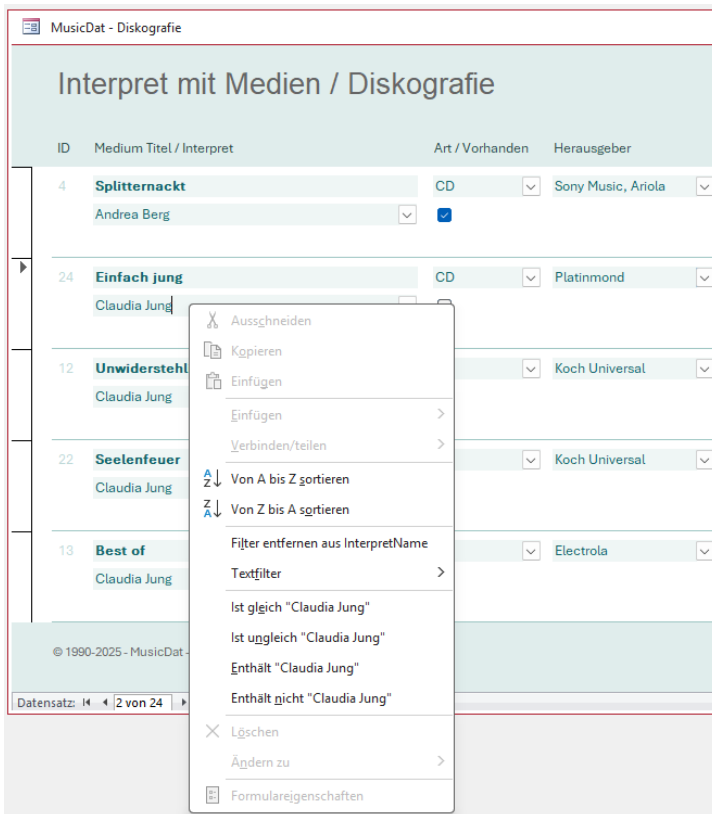 MusicDat - Diskografie
Interpret mit Medien / Diskografie
ID Medium Titel / Interpret Art / Vorhanden Herausgeber
4 Splitternackt CD Sony Music, Ariola
Andrea Berg
24 Einfach jung CD Platinmond
Claudia Jung
12 Unwiderstehl Koch Universal
Claudia Jung
22 Seelenfeuer Koch Universal
Claudia Jung
13 Best of Electrola
Claudia Jung
© 1990-2025 - MusicDat -
Datensatz: 2 von 24
Ausschneiden
Kopieren
Einfügen
Einfügen
Verbinden/teilen
Von A bis Z sortieren
Von Z bis A sortieren
Filter entfernen aus InterpretName
Textfilter
Ist gleich "Claudia Jung"
Ist ungleich "Claudia Jung"
Enthält "Claudia Jung"
Enthält nicht "Claudia Jung"
Löschen
Ändern zu
Formulareigenschaften